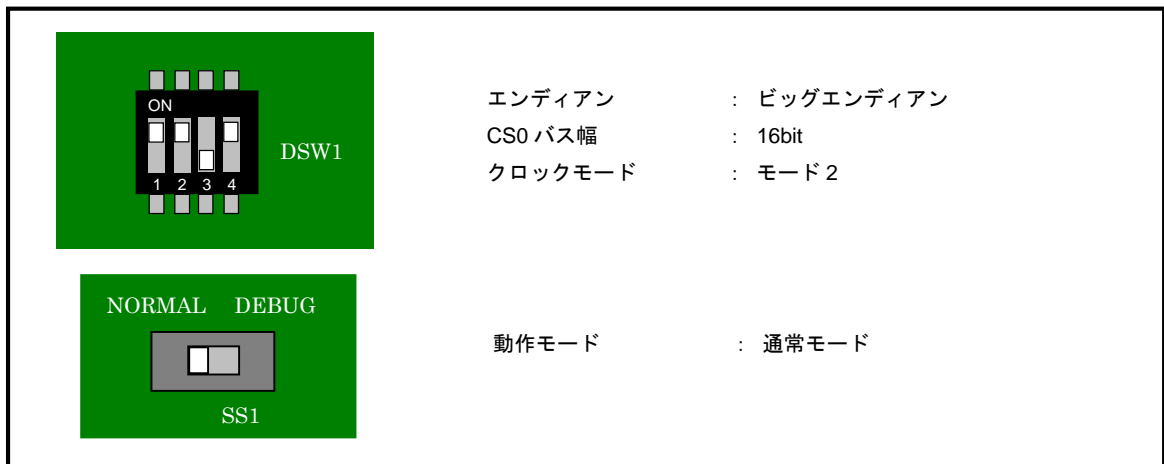 ON
1 2 3 4
DSW1
エンディアン : ビッグエンディアン
CS0 バス幅 : 16bit
クロックモード : モード 2
NORMAL DEBUG
SS1
動作モード : 通常モード